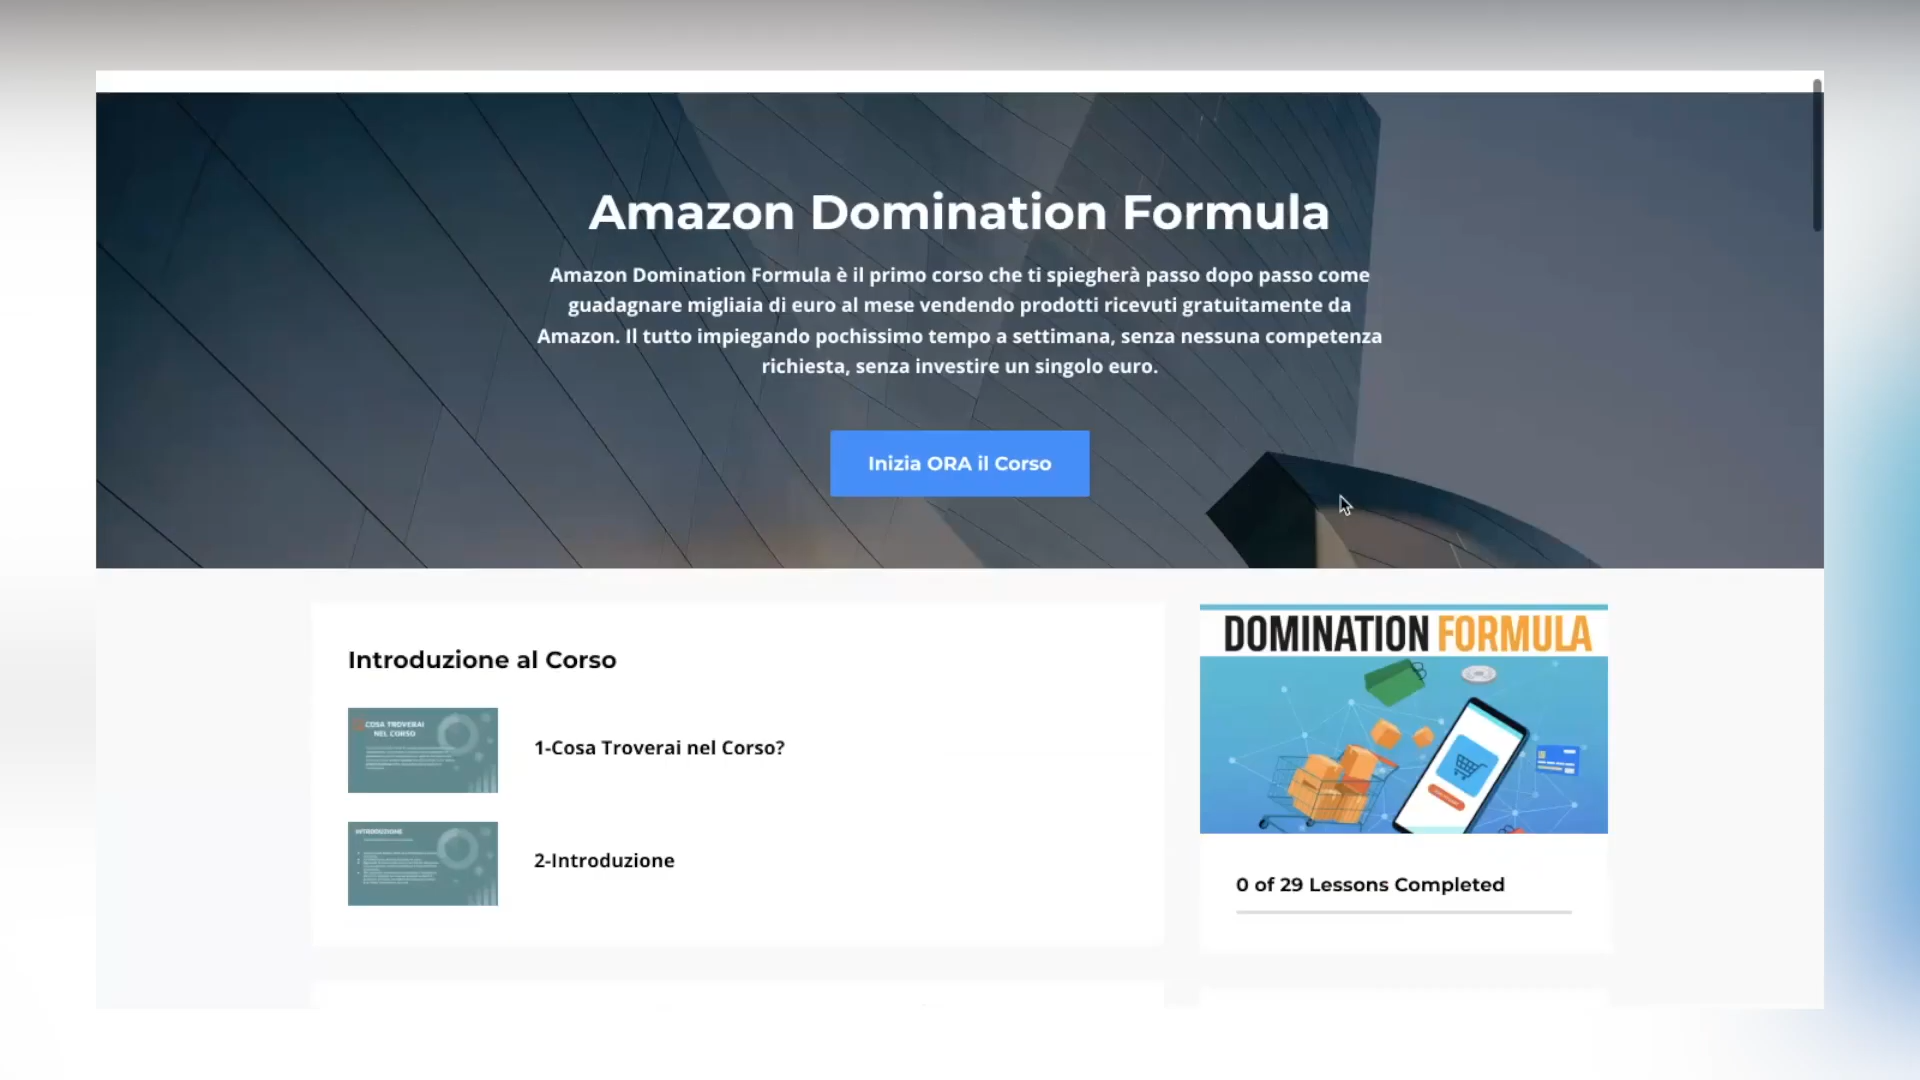 Amazon Domination Formula
Amazon Domination Formula è il primo corso che ti spiegherà passo dopo passo come
guadagnare migliaia di euro al mese vendendo prodotti ricevuti gratuitamente da
Amazon. Il tutto impiegando pochissimo tempo a settimana, senza nessuna competenza
richiesta, senza investire un singolo euro.
Inizia ORA il Corso
Introduzione al Corso
COSA TROVERAI
NEL CORSO
1-Cosa Troverai nel Corso?
INTRODUZIONE
2-Introduzione
DOMINATION FORMULA
0 of 29 Lessons Completed